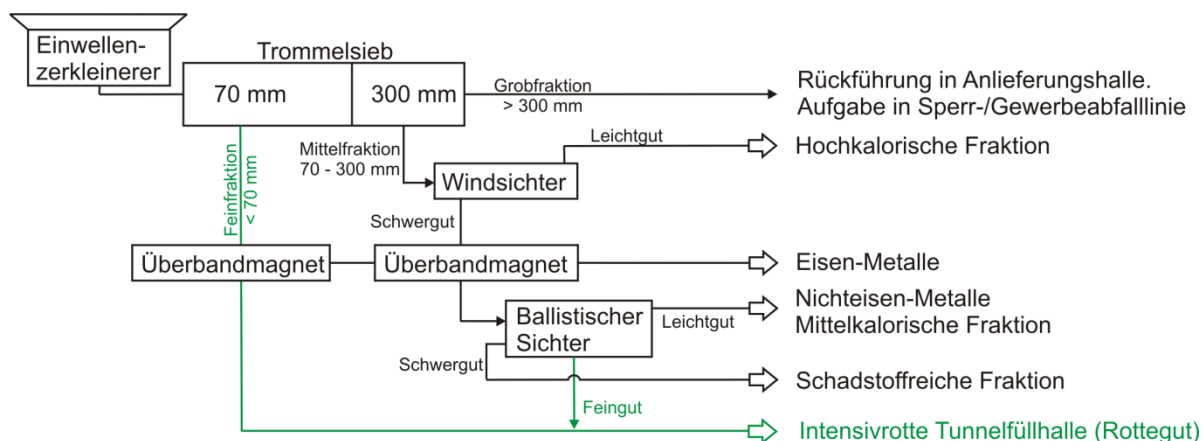 Einwellen-
zerkleinerer
Trommelsieb
70 mm
300 mm
Grobfraktion
> 300 mm
Rückführung in Anlieferungshalle.
Aufgabe in Sperr-/Gewerbeabfalllinie
Feinfraktion
< 70 mm
Mittelfraktion
70 - 300 mm
Leichtgut
Hochkalorische Fraktion
Windsichter
Schwergut
Überbandmagnet
Überbandmagnet
Eisen-Metalle
Ballistischer
Sichter
Leichtgut
Nichteisen-Metalle
Mittelkalorische Fraktion
Schwergut
Schadstoffreiche Fraktion
Feingut
Intensivrotte Tunnelfüllhalle (Rottegut)